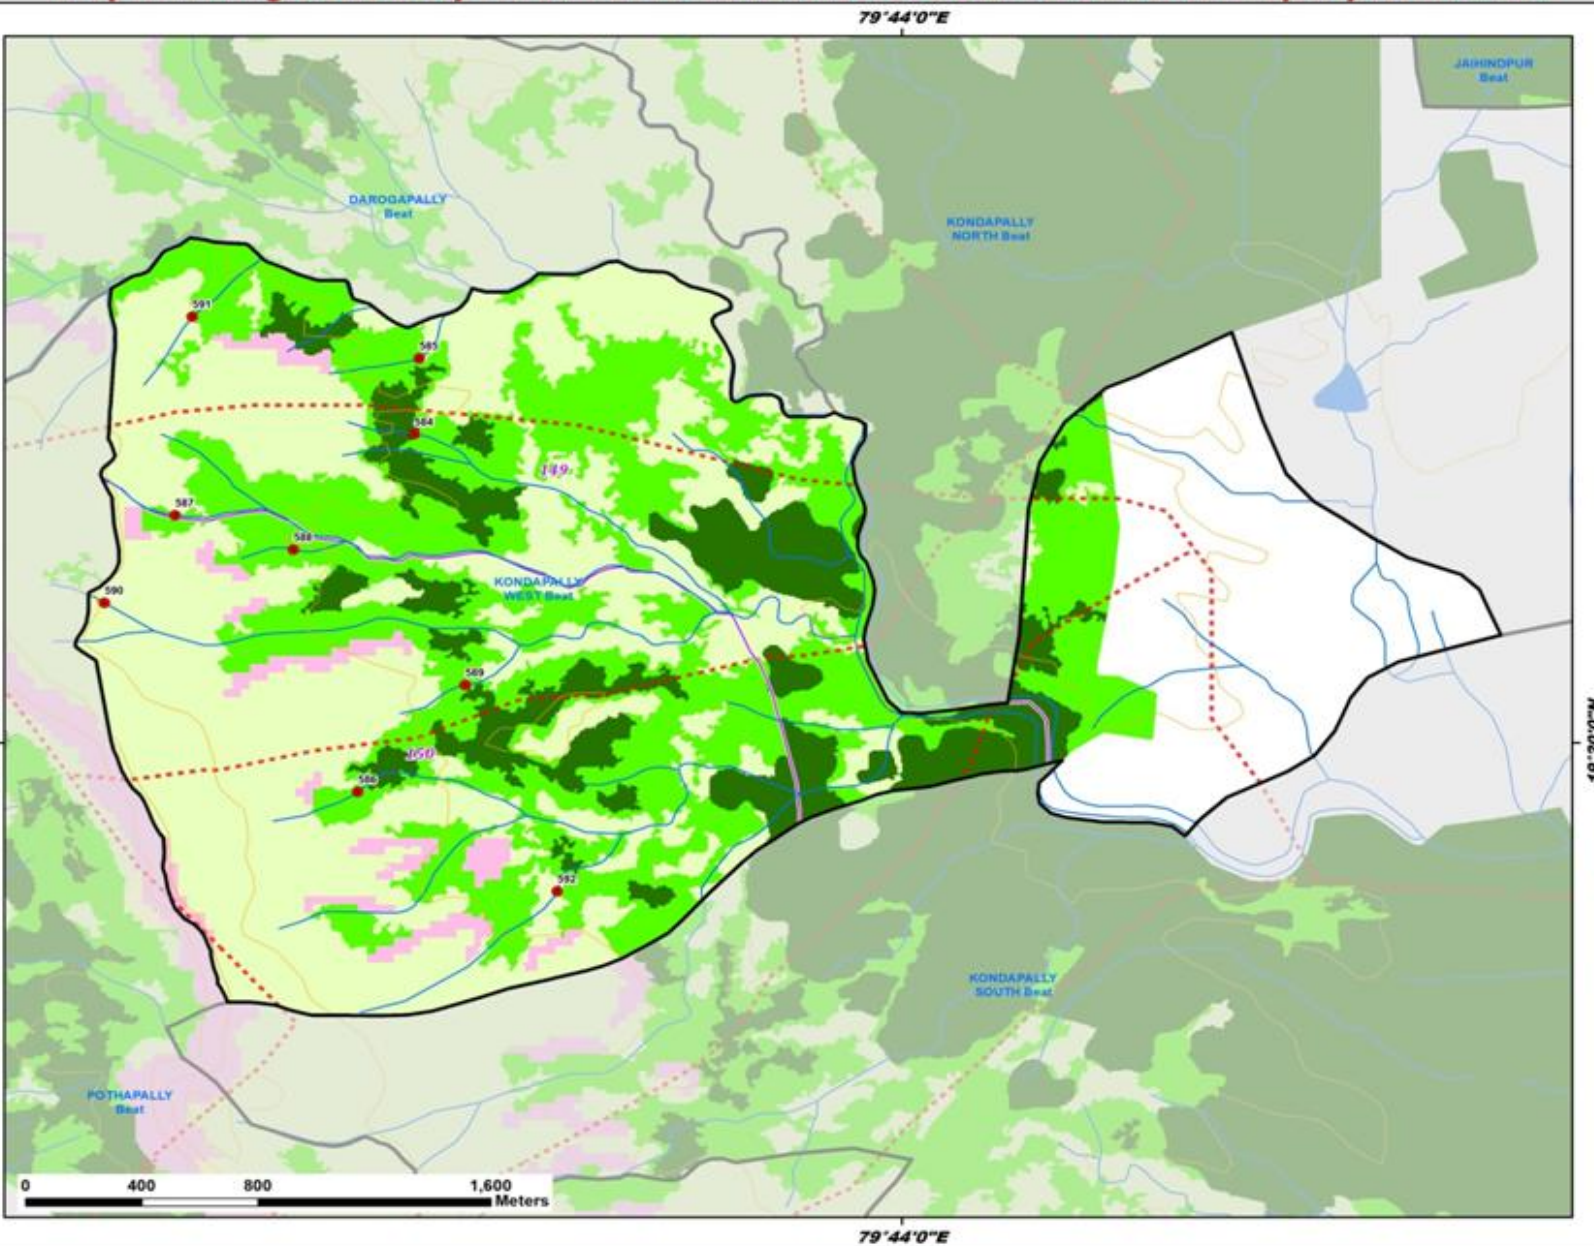 79°44'0"E
JAIHINDPUR
Beat
DAROGAPALLY
Beat
KONDAPALLY
NORTH Beat
591
585
584
149
587
588
KONDAPALLY
WEST Beat
590
589
150
586
592
KONDAPALLY
SOUTH Beat
POTHAPALLY
Beat
0 400 800 1,600
Meters
79°44'0"E